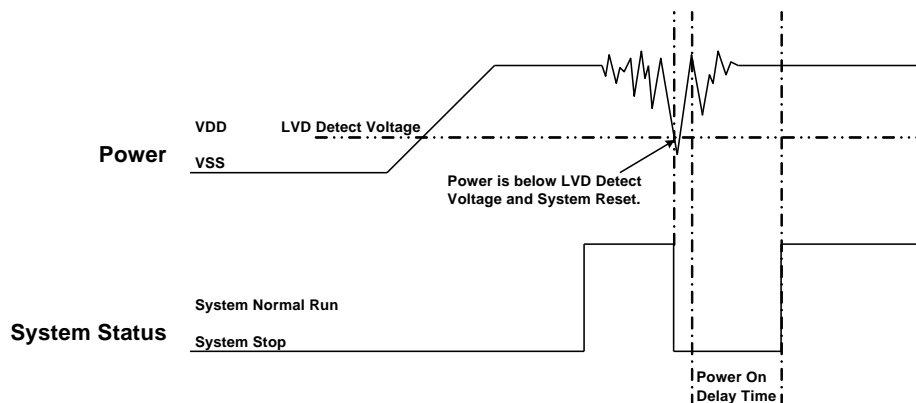 VDD
LVD Detect Voltage
Power
VSS
Power is below LVD Detect
Voltage and System Reset.
System Normal Run
System Status
System Stop
Power On
Delay Time